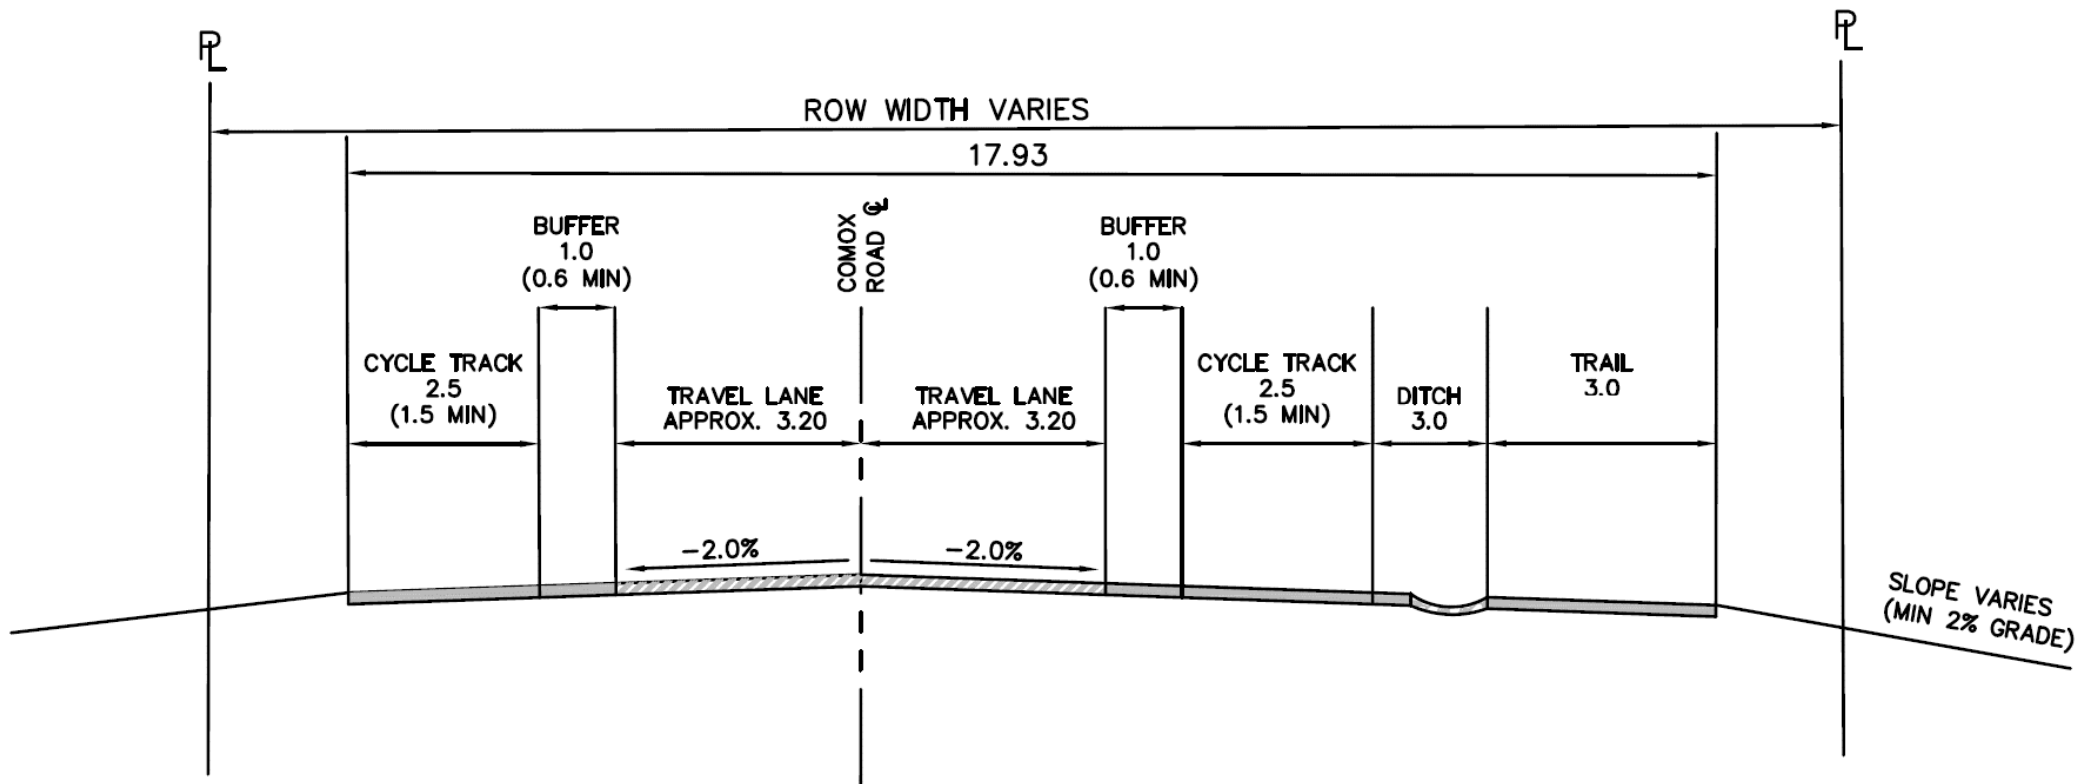 PL
PL
ROW WIDTH VARIES
17.93
BUFFER
1.0
(0.6 MIN)
COMOX
ROAD CL
BUFFER
1.0
(0.6 MIN)
CYCLE TRACK
2.5
(1.5 MIN)
TRAVEL LANE
APPROX. 3.20
TRAVEL LANE
APPROX. 3.20
CYCLE TRACK
2.5
(1.5 MIN)
DITCH
3.0
TRAIL
3.0
-2.0%
-2.0%
SLOPE VARIES
(MIN 2% GRADE)